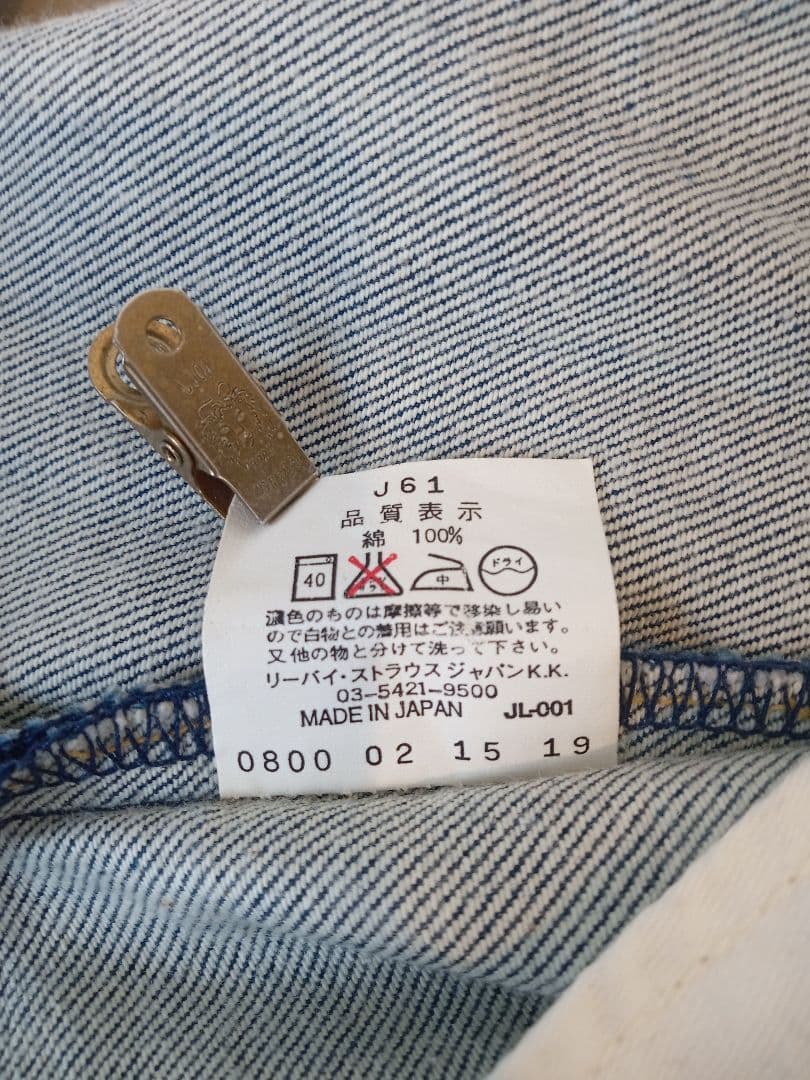 J61
品質表示
綿 100%
40 中 ドライ
濃色のものは摩擦等で移染し易い
ので白物との着用はご注意願います。
又他の物と分けて洗って下さい。
リーバイ・ストラウス ジャパンK.K.
03-5421-9500
MADE IN JAPAN JL-001
0800 02 15 19